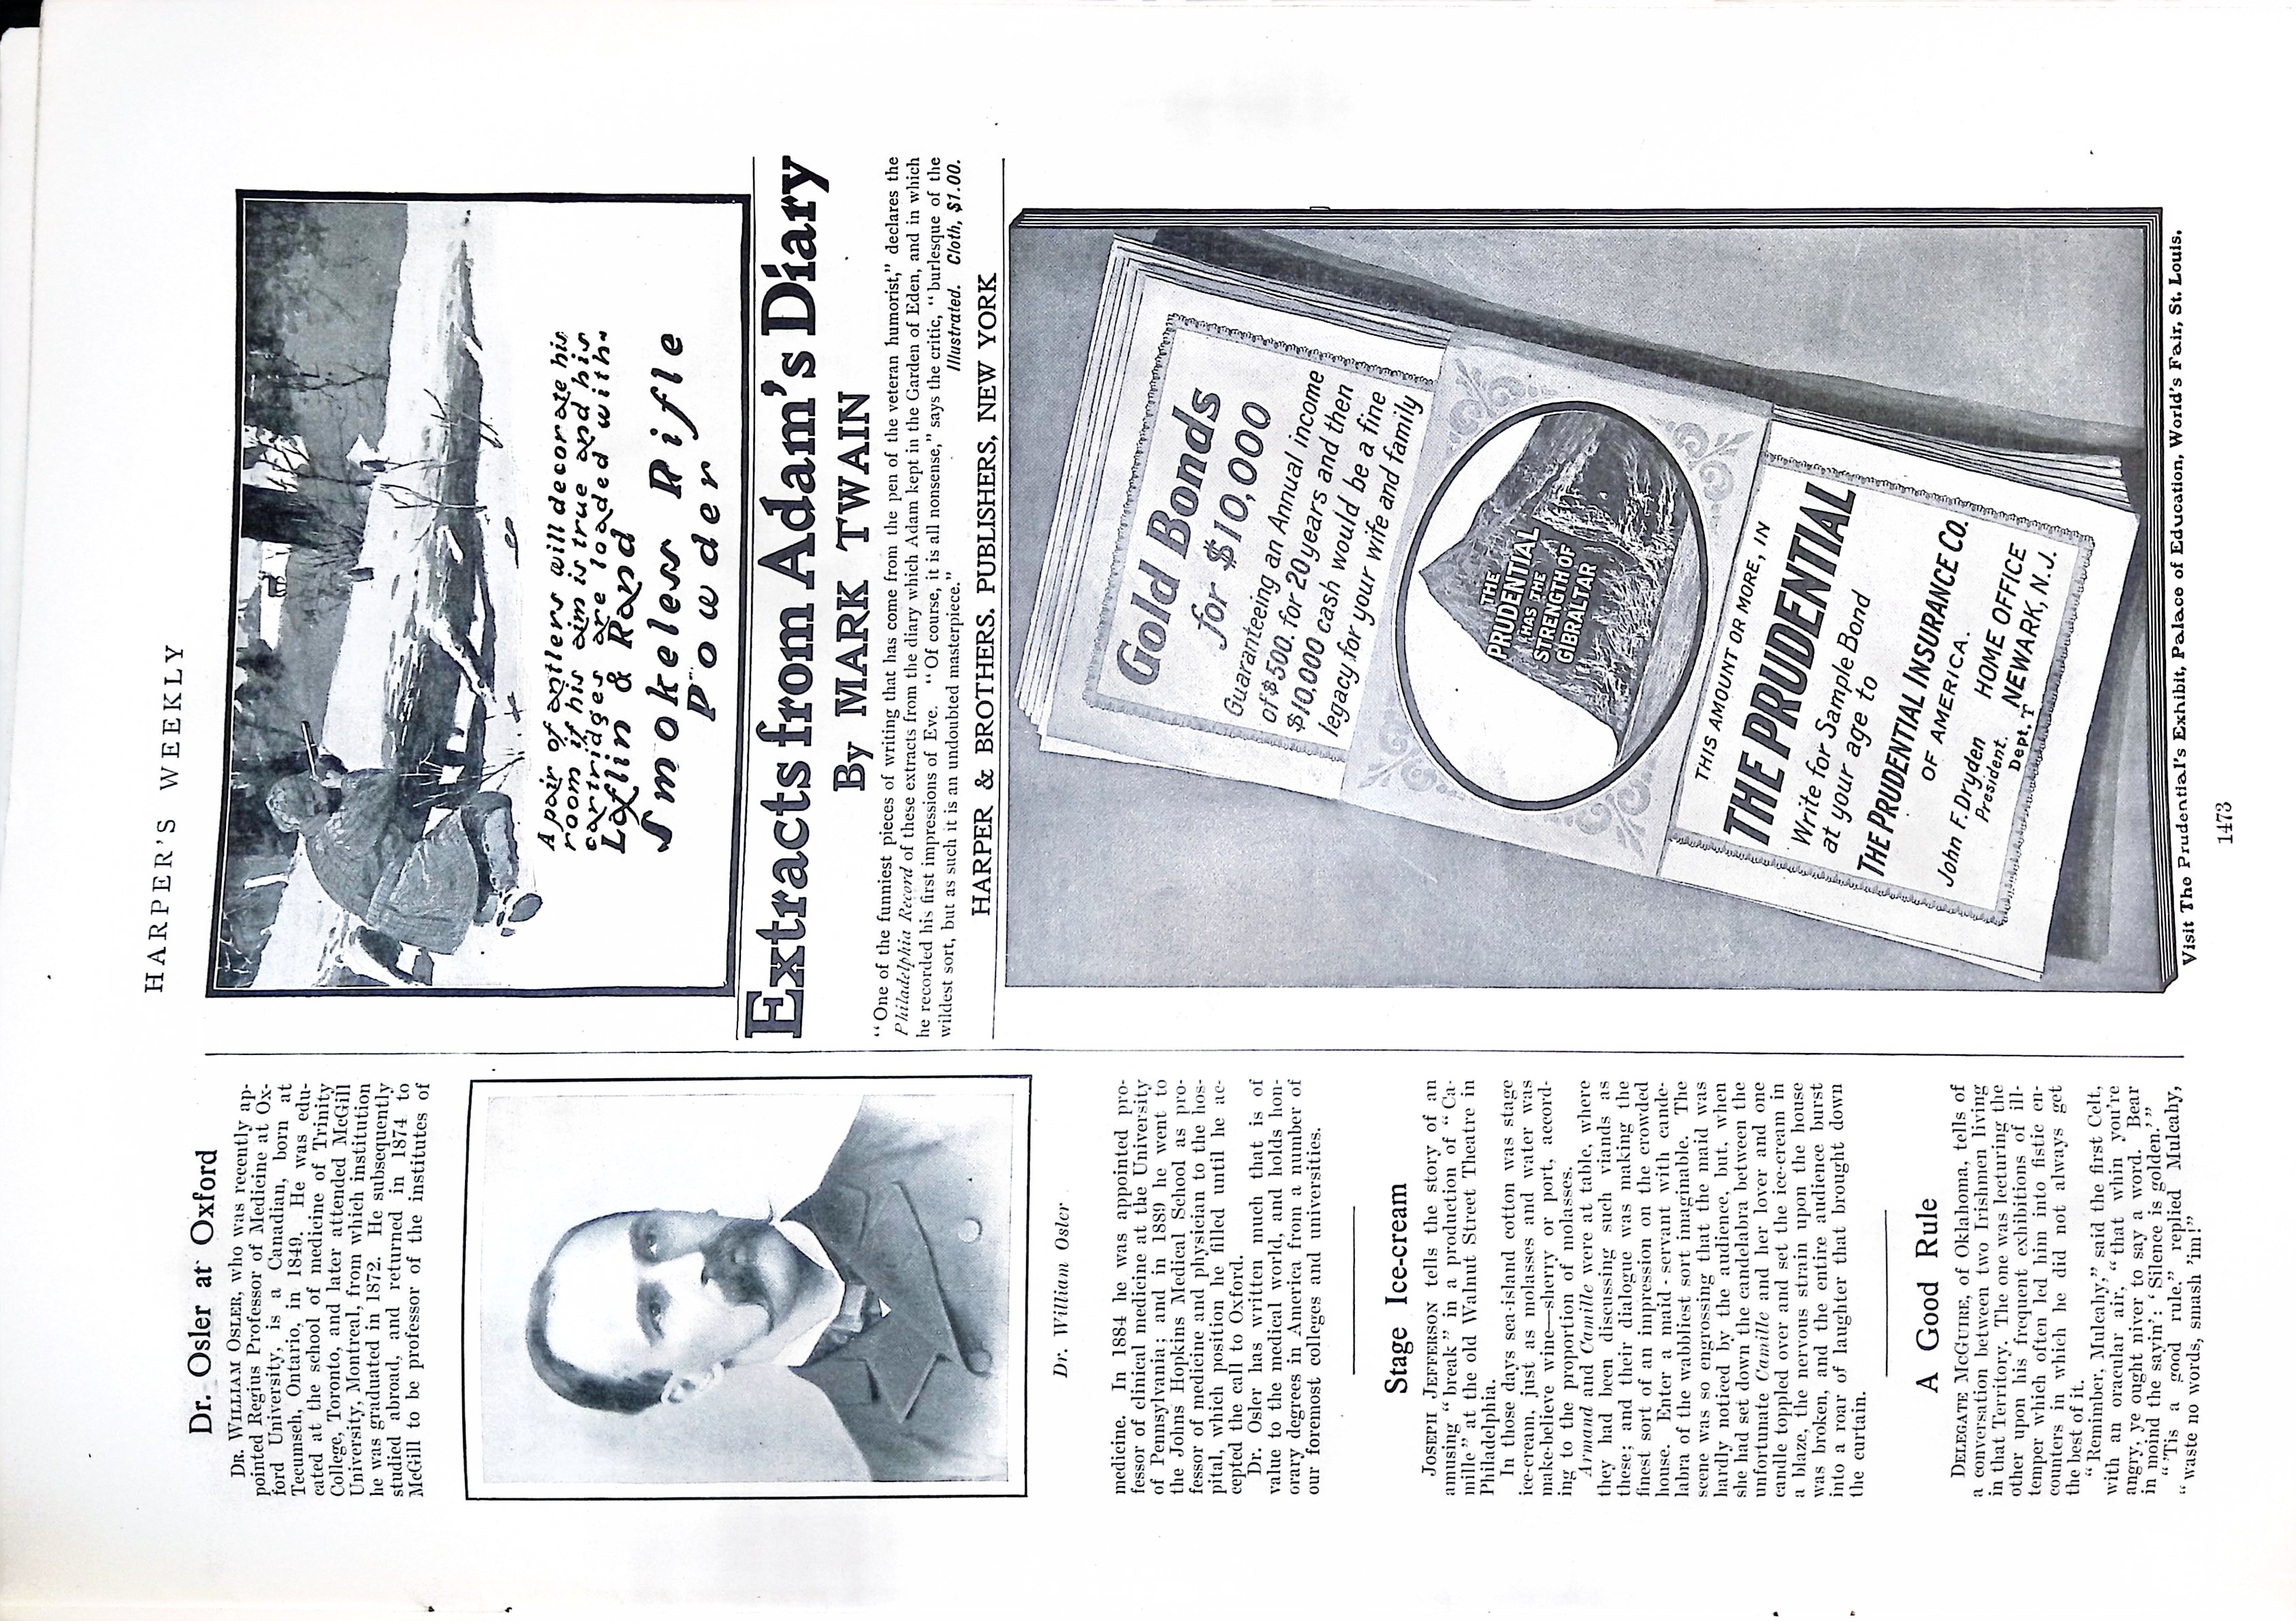 HARPER'S WEEKLY
Dr. Osler at Oxford
DR. WILLIAM OSLER, who was recently ap-
pointed Regius Professor of Medicine at Ox-
ford University, is a Canadian, born at
Tecumseh, Ontario, in 1849. He was edu-
cated at the school of medicine of Trinity
College, Toronto, and later attended McGill
University, Montreal, from which institution
he was graduated in 1872. He subsequently
studied abroad, and returned in 1874 to
McGill to be professor of the institutes of
Dr. William Osler
medicine. In 1884 he was appointed pro-
fessor of clinical medicine at the University
of Pennsylvania; and in 1889 he went to
the Johns Hopkins Medical School as pro-
fessor of medicine and physician to the hos-
pital, which position he filled until he ac-
cepted the call to Oxford.
Dr. Osler has written much that is of
value to the medical world, and holds hon-
orary degrees in America from a number of
our foremost colleges and universities.
Stage Ice-cream
JOSEPH JEFFERSON tells the story of an
amusing "break" in a production of "Ca-
mille" at the old Walnut Street Theatre in
Philadelphia.
In those days sea-island cotton was stage
ice-cream, just as molasses and water was
make-believe wine—sherry or port, accord-
ing to the proportion of molasses.
Armand and Camille were at table, where
they had been discussing such viands as
these; and their dialogue was making the
finest sort of an impression on the crowded
house. Enter a maid-servant with cande-
labra of the wabbliest sort imaginable. The
scene was so engrossing that the maid was
hardly noticed by the audience, but, when
she had set down the candelabra between the
unfortunate Camille and her lover and one
candle toppled over and set the ice-cream in
a blaze, the nervous strain upon the house
was broken, and the entire audience burst
into a roar of laughter that brought down
the curtain.
A Good Rule
DELEGATE MCGUIRE, of Oklahoma, tells of
a conversation between two Irishmen living
in that Territory. The one was lecturing the
other upon his frequent exhibitions of ill-
temper which often led him into fistic en-
counters in which he did not always get
the best of it.
"Remimber, Mulcahy," said the first Celt,
with an oracular air, "that whin you're
angry, ye ought niver to say a word. Bear
in moind the sayin': 'Silence is golden.'"
"'Tis a good rule," replied Mulcahy,
"waste no words, smash 'im!"
A pair of antlers will decorate his
room if his aim is true and his
cartridges are loaded with
Laflin & Rand
Smokeless Rifle
Powder
Extracts from Adam's Diary
By MARK TWAIN
"One of the funniest pieces of writing that has come from the pen of the veteran humorist," declares the
Philadelphia Record of these extracts from the diary which Adam kept in the Garden of Eden, and in which
he recorded his first impressions of Eve. "Of course, it is all nonsense," says the critic, "burlesque of the
wildest sort, but as such it is an undoubted masterpiece."
Illustrated. Cloth, $1.00.
HARPER & BROTHERS. PUBLISHERS, NEW YORK
Gold Bonds
for $10,000
Guaranteeing an Annual income
of $500. for 20 years and then
$10,000 cash would be a fine
legacy for your wife and family
THE
PRUDENTIAL
HAS THE
STRENGTH OF
GIBRALTAR
THIS AMOUNT OR MORE, IN
THE PRUDENTIAL
Write for Sample Bond
at your age to
THE PRUDENTIAL INSURANCE CO.
OF AMERICA.
John F. Dryden
President.
HOME OFFICE
NEWARK, N.J.
Dept. T
Visit The Prudential's Exhibit, Palace of Education, World's Fair, St. Louis.
1473